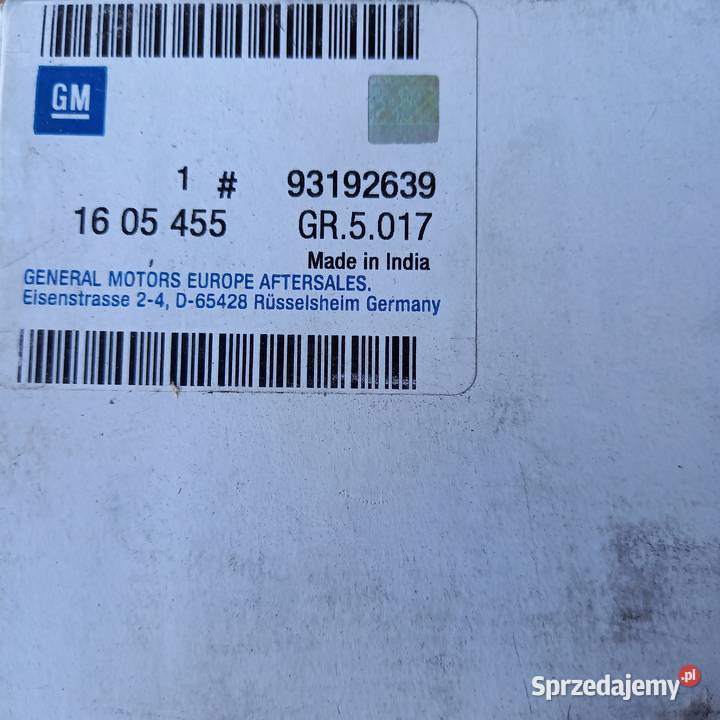 GM
1 # 93192639
16 05 455 GR.5.017
Made in India
GENERAL MOTORS EUROPE AFTERSALES.
Eisenstrasse 2-4, D-65428 Rüsselsheim Germany
Sprzedajemy.pl